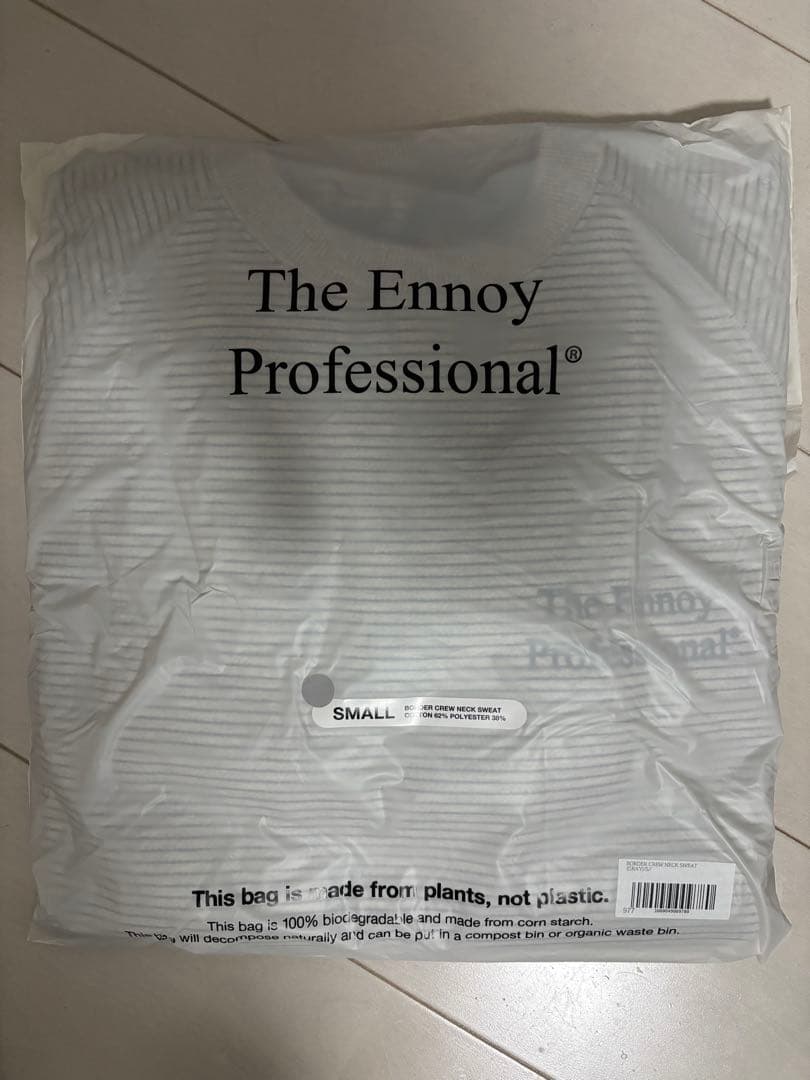 The Ennoy
Professional®
The Ennoy
Professional®
SMALL
BORDER CREW NECK SWEAT
COTTON 62% POLYESTER 38%
BORDER CREW NECK SWEAT
This bag is made from plants, not plastic.
This bag is 100% biodegradable and made from corn starch.
This bag will decompose naturally and can be put in a compost bin or organic waste bin.